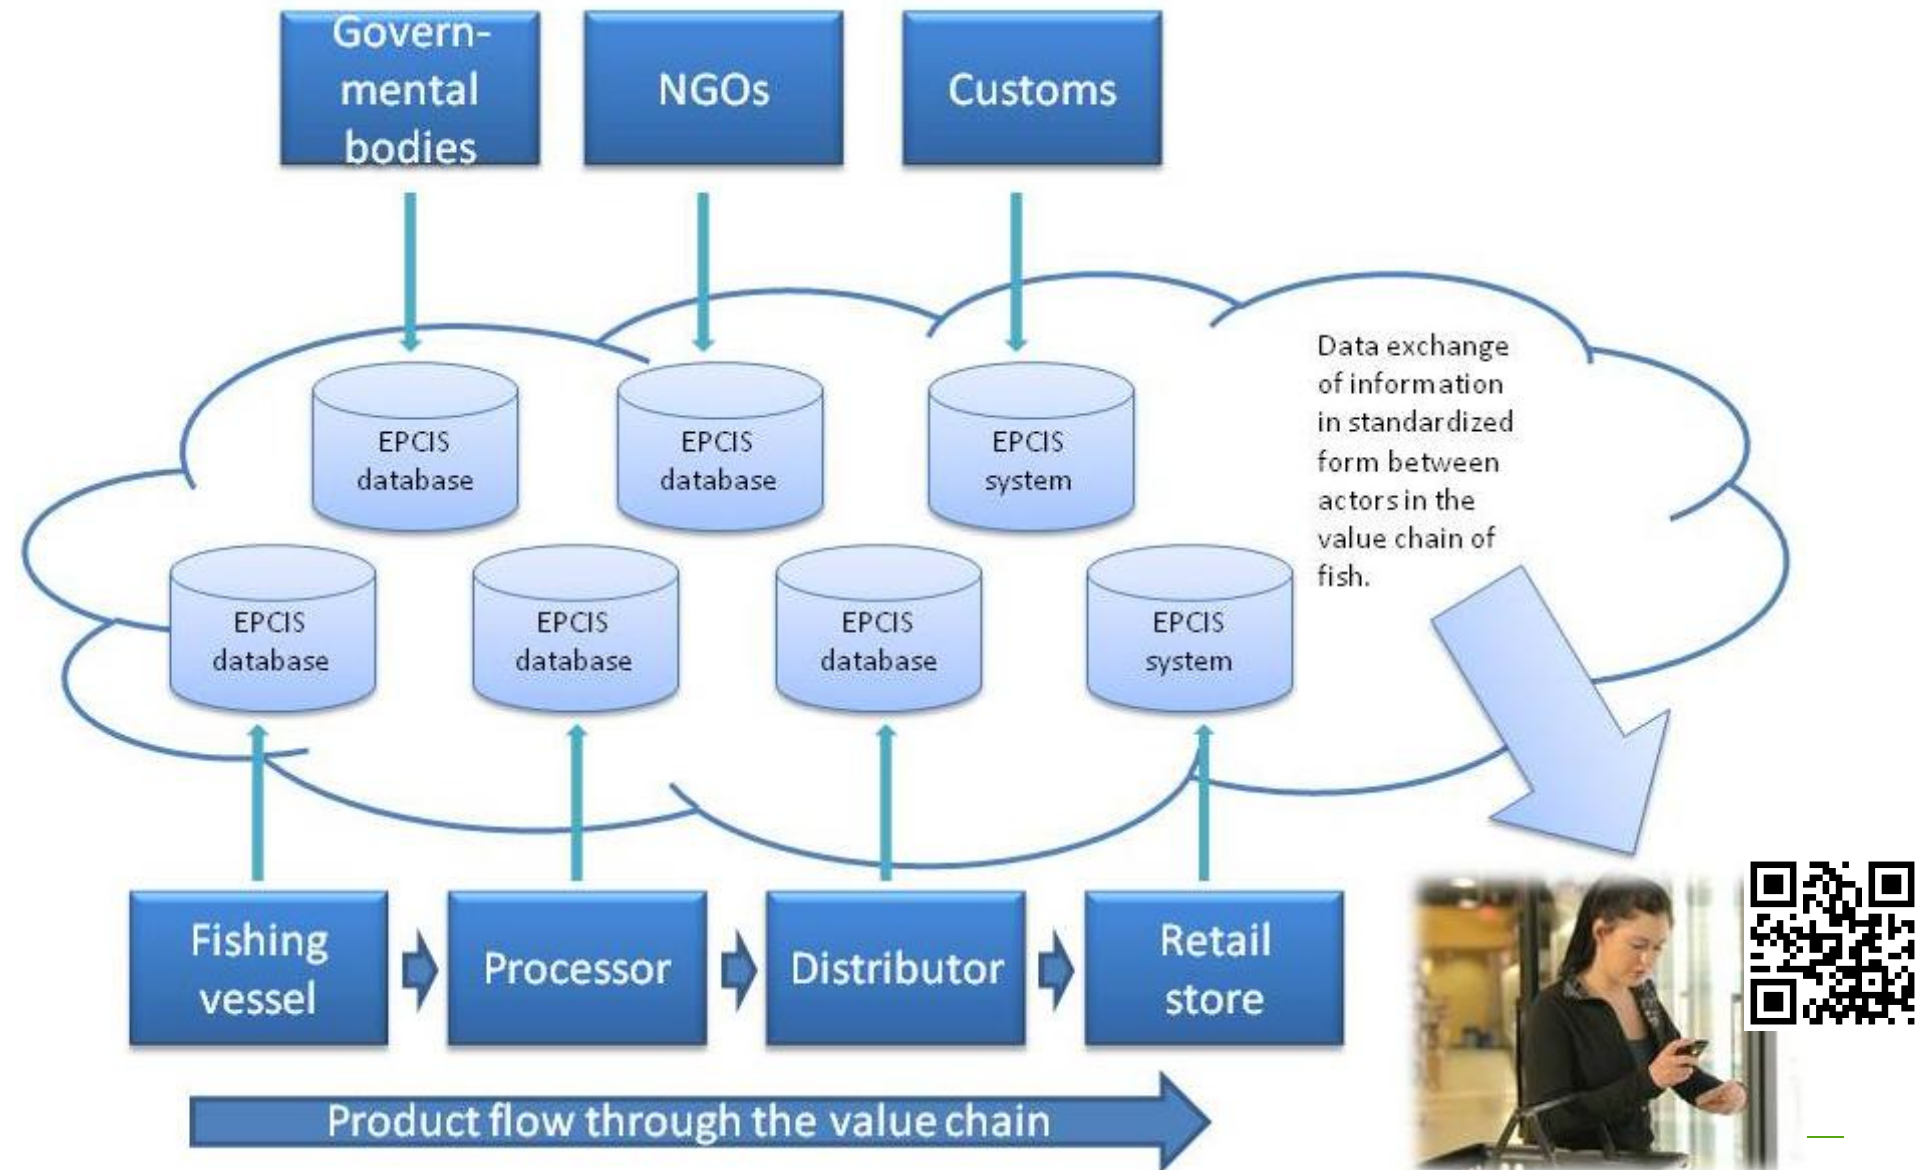 Govern-
mental
bodies
NGOs
Customs
Data exchange
of information
in standardized
form between
actors in the
value chain of
fish.
EPCIS
database
EPCIS
database
EPCIS
system
EPCIS
database
EPCIS
database
EPCIS
database
EPCIS
system
Fishing
vessel
Processor
Distributor
Retail
store
Product flow through the value chain